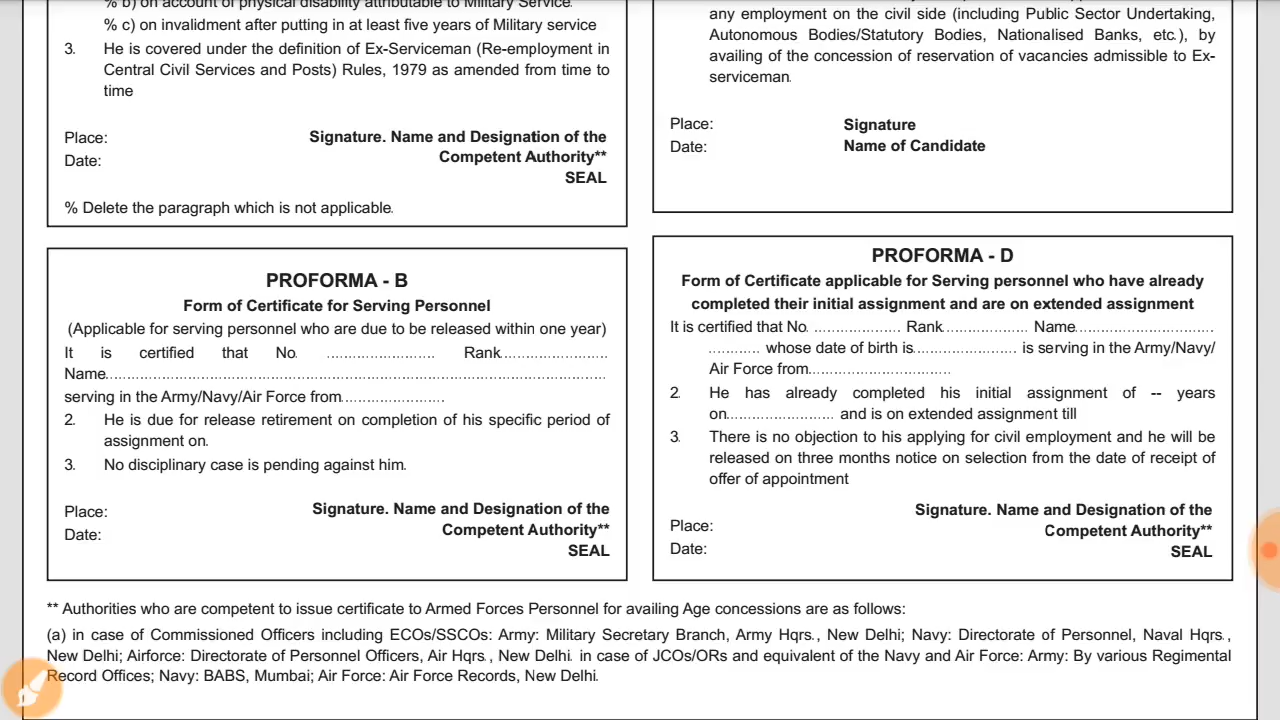 % b) on account of physical disability attributable to Military Service.
% c) on invalidment after putting in at least five years of Military service
3. He is covered under the definition of Ex-Serviceman (Re-employment in
Central Civil Services and Posts) Rules, 1979 as amended from time to
time
Place:
Date:
Signature. Name and Designation of the
Competent Authority**
SEAL
% Delete the paragraph which is not applicable.
any employment on the civil side (including Public Sector Undertaking,
Autonomous Bodies/Statutory Bodies, Nationalised Banks, etc.), by
availing of the concession of reservation of vacancies admissible to Ex-
serviceman.
Place:
Date:
Signature
Name of Candidate
PROFORMA - B
Form of Certificate for Serving Personnel
(Applicable for serving personnel who are due to be released within one year)
It is certified that No. .......................... Rank..........................
Name........................................................................................................................
serving in the Army/Navy/Air Force from.........................
2. He is due for release retirement on completion of his specific period of
assignment on.
3. No disciplinary case is pending against him.
Place:
Date:
Signature. Name and Designation of the
Competent Authority**
SEAL
PROFORMA - D
Form of Certificate applicable for Serving personnel who have already
completed their initial assignment and are on extended assignment
It is certified that No. ..................... Rank.................... Name.................................
............ whose date of birth is......................... is serving in the Army/Navy/
Air Force from..................................
2. He has already completed his initial assignment of -- years
on.......................... and is on extended assignment till
3. There is no objection to his applying for civil employment and he will be
released on three months notice on selection from the date of receipt of
offer of appointment
Place:
Date:
Signature. Name and Designation of the
Competent Authority**
SEAL
** Authorities who are competent to issue certificate to Armed Forces Personnel for availing Age concessions are as follows:
(a) in case of Commissioned Officers including ECOs/SSCOs: Army: Military Secretary Branch, Army Hqrs., New Delhi; Navy: Directorate of Personnel, Naval Hqrs.,
New Delhi; Airforce: Directorate of Personnel Officers, Air Hqrs., New Delhi. in case of JCOs/ORs and equivalent of the Navy and Air Force: Army: By various Regimental
Record Offices; Navy: BABS, Mumbai; Air Force: Air Force Records, New Delhi.